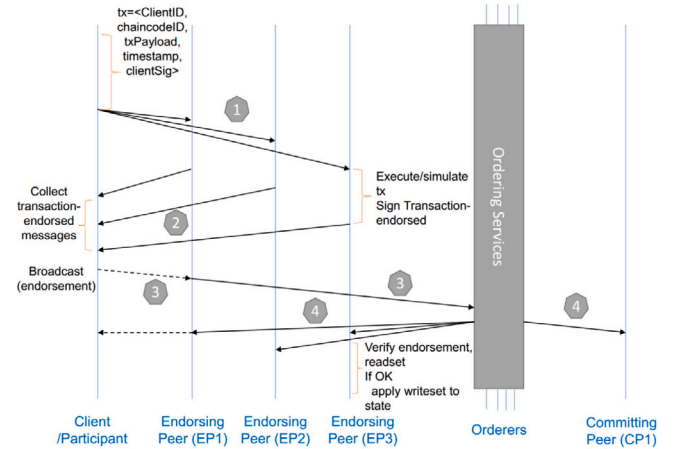 tx=<ClientID,
chaincodeID,
txPayload,
timestamp,
clientSig>
1
Execute/simulate
tx
Sign Transaction-
endorsed
Ordering Services
Collect
transaction-
endorsed
messages
2
Broadcast
(endorsement)
3
3
4
4
Verify endorsement,
readset
If OK
apply writeset to
state
Client
/Participant
Endorsing
Peer (EP1)
Endorsing
Peer (EP2)
Endorsing
Peer (EP3)
Orderers
Committing
Peer (CP1)